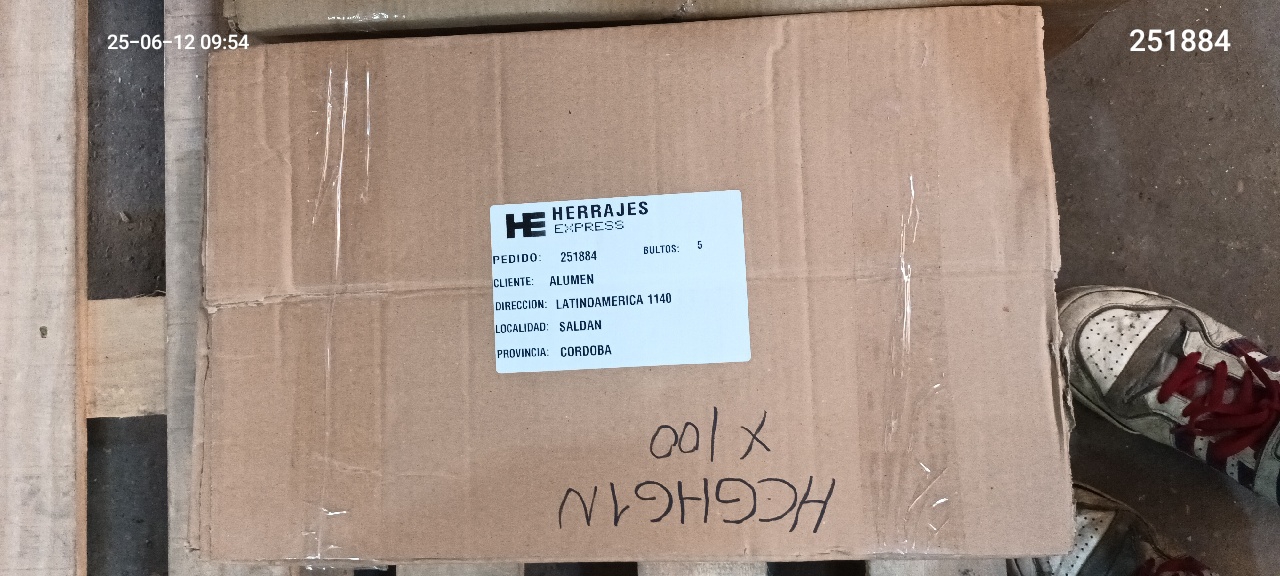 25-06-12 09:54
251884
HE HERRAJES
EXPRESS
PEDIDO: 251884 BULTOS: 5
CLIENTE: ALUMEN
DIRECCION: LATINOAMERICA 1140
LOCALIDAD: SALDAN
PROVINCIA: CORDOBA
HCGHG1N
X 100